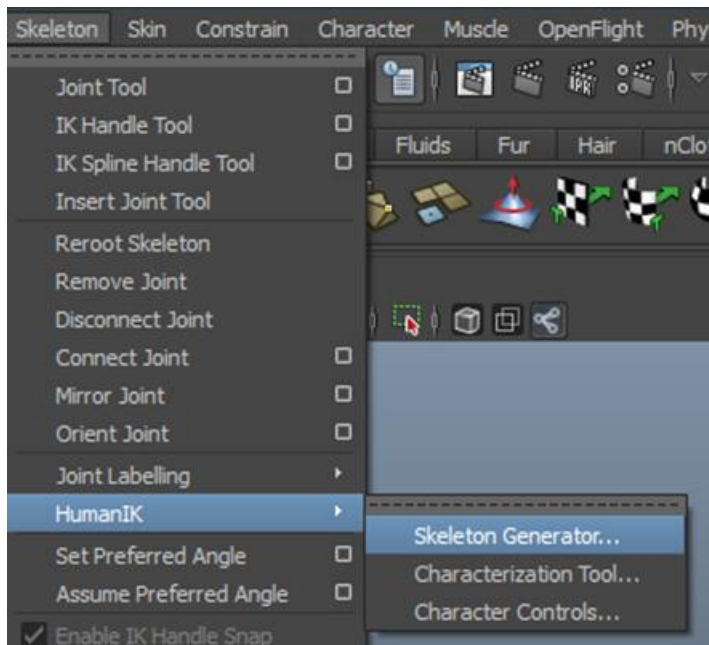 Skeleton Skin Constrain Character Muscle OpenFlight Phy
Joint Tool
IK Handle Tool
IK Spline Handle Tool
Insert Joint Tool
Reroot Skeleton
Remove Joint
Disconnect Joint
Connect Joint
Mirror Joint
Orient Joint
Joint Labelling
HumanIK
Set Preferred Angle
Assume Preferred Angle
Enable IK Handle Snap
IPR
Fluids Fur Hair nClo
Skeleton Generator...
Characterization Tool...
Character Controls...